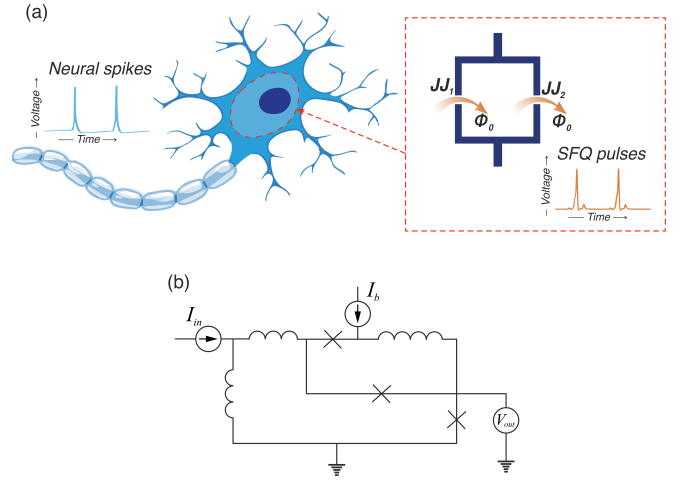 (a)
Neural spikes
Voltage
Time
JJ1
JJ2
Φ0
Φ0
SFQ pulses
Voltage
Time
(b)
Ib
Iin
Vout